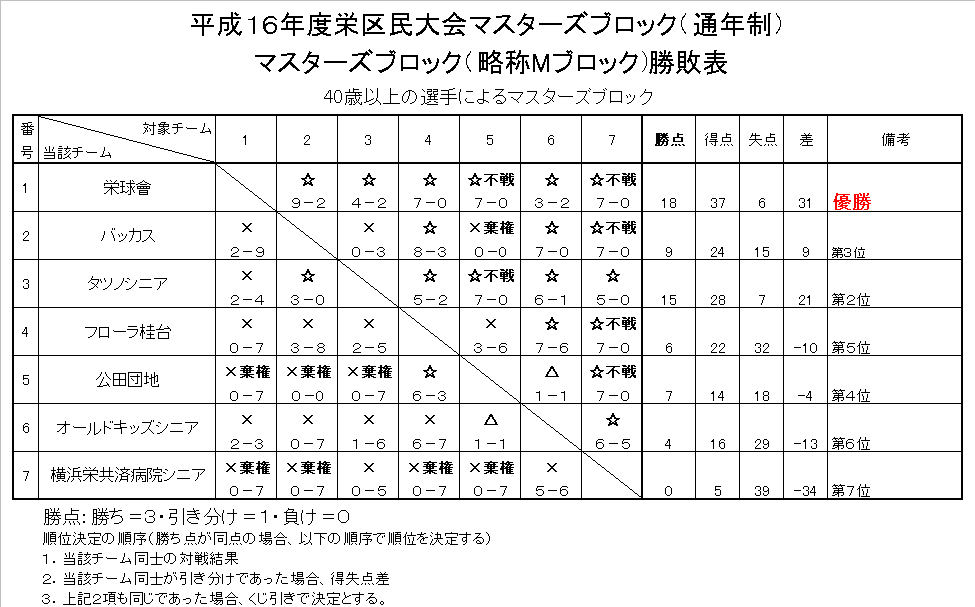 平成16年度栄区民大会マスターズブロック(通年制)
マスターズブロック(略称Mブロック)勝敗表
40歳以上の選手によるマスターズブロック
番号 対象チーム 当該チーム 1 2 3 4 5 6 7 勝点 得点 失点 差 備考
1 栄球會 ☆ ☆ ☆ ☆不戦 ☆ ☆不戦
9-2 4-2 7-0 7-0 3-2 7-0 18 37 6 31 優勝
2 バッカス × × ☆ ×棄権 ☆ ☆不戦
2-9 0-3 8-3 0-0 7-0 7-0 9 24 15 9 第3位
3 タツノシニア × ☆ ☆ ☆不戦 ☆ ☆
2-4 3-0 5-2 7-0 6-1 5-0 15 28 7 21 第2位
4 フローラ桂台 × × × × ☆ ☆不戦
0-7 3-8 2-5 3-6 7-6 7-0 6 22 32 -10 第5位
5 公田団地 ×棄権 ×棄権 ×棄権 ☆ △ ☆不戦
0-7 0-0 0-7 6-3 1-1 7-0 7 14 18 -4 第4位
6 オールドキッズシニア × × × × △ ☆
2-3 0-7 1-6 6-7 1-1 6-5 4 16 29 -13 第6位
7 横浜栄共済病院シニア ×棄権 ×棄権 × ×棄権 ×棄権 ×
0-7 0-7 0-5 0-7 0-7 5-6 0 5 39 -34 第7位
勝点:勝ち=3・引き分け=1・負け=0
順位決定の順序(勝ち点が同点の場合、以下の順序で順位を決定する)
1.当該チーム同士の対戦結果
2.当該チーム同士が引き分けであった場合、得失点差
3.上記2項も同じであった場合、くじ引きで決定とする。